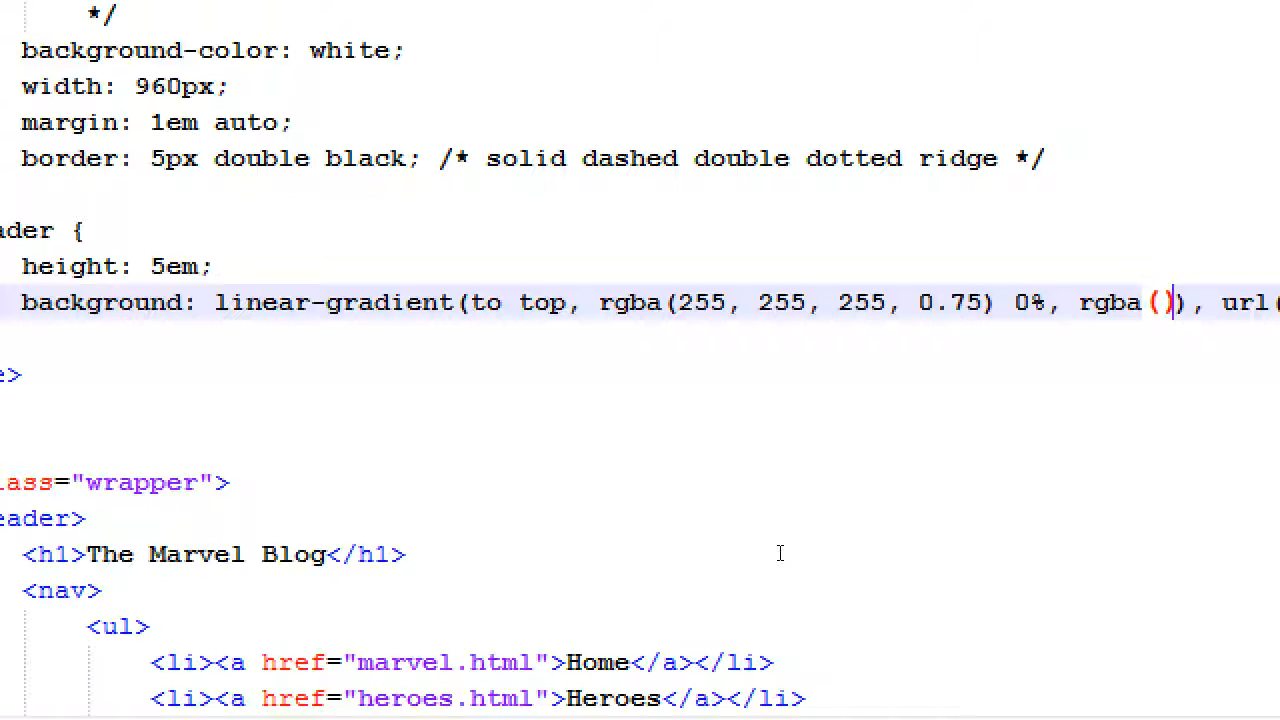 */
background-color: white;
width: 960px;
margin: 1em auto;
border: 5px double black; /* solid dashed double dotted ridge */
ader {
height: 5em;
background: linear-gradient(to top, rgba(255, 255, 255, 0.75) 0%, rgba()), url(
e>
lass="wrapper">
eader>
<h1>The Marvel Blog</h1>
<nav>
<ul>
<li><a href="marvel.html">Home</a></li>
<li><a href="heroes.html">Heroes</a></li>